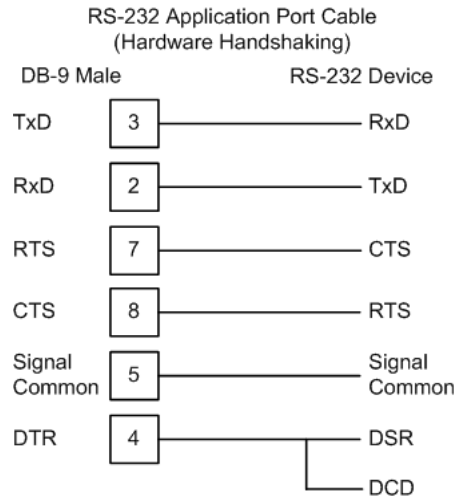 RS-232 Application Port Cable
(Hardware Handshaking)
DB-9 Male RS-232 Device
TxD 3 RxD
RxD 2 TxD
RTS 7 CTS
CTS 8 RTS
Signal
Common 5 Signal
Common
DTR 4 DSR
DCD